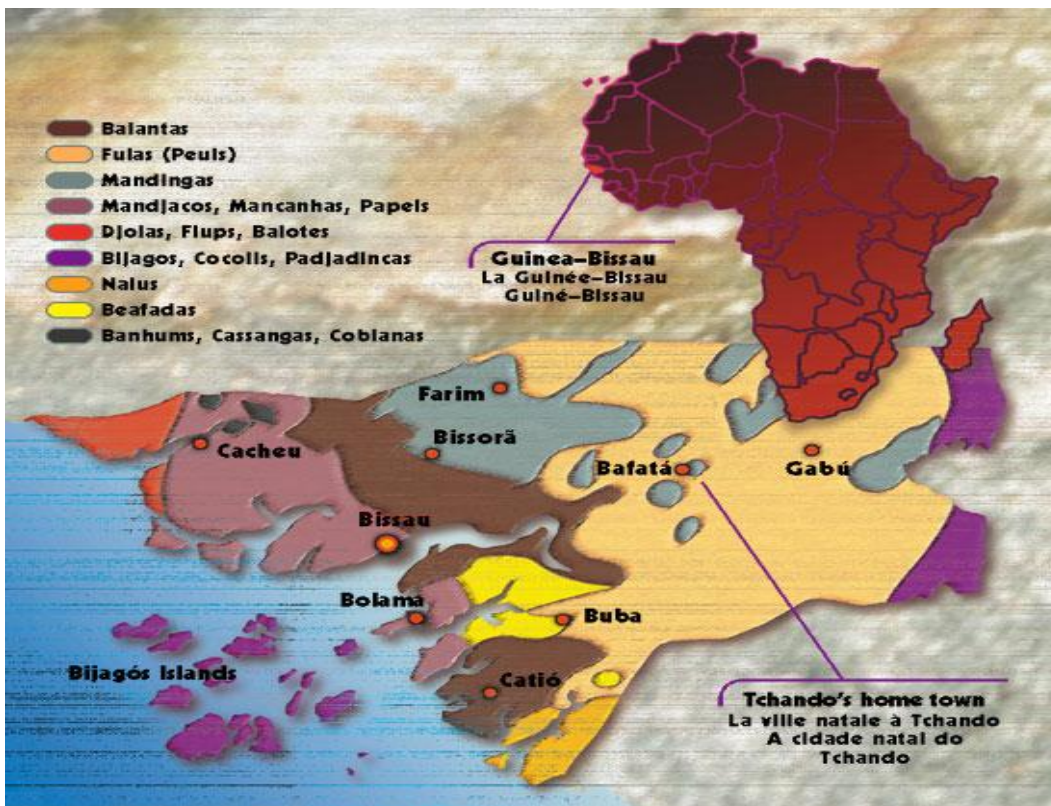 Balantas
Fulas (Peuls)
Mandingas
Mandjacos, Mancanhas, Papels
Djolas, Flups, Balotes
Bijagos, Cocolis, Padjadincas
Nalus
Beafadas
Banhums, Cassangas, Cobianas
Guinea-Bissau
La Guinée-Bissau
Guiné-Bissau
Farim
Cacheu
Bissorã
Bafatá
Gabú
Bissau
Bolama
Buba
Bijagós Islands
Catió
Tchando's home town
La ville natale à Tchando
A cidade natal do
Tchando